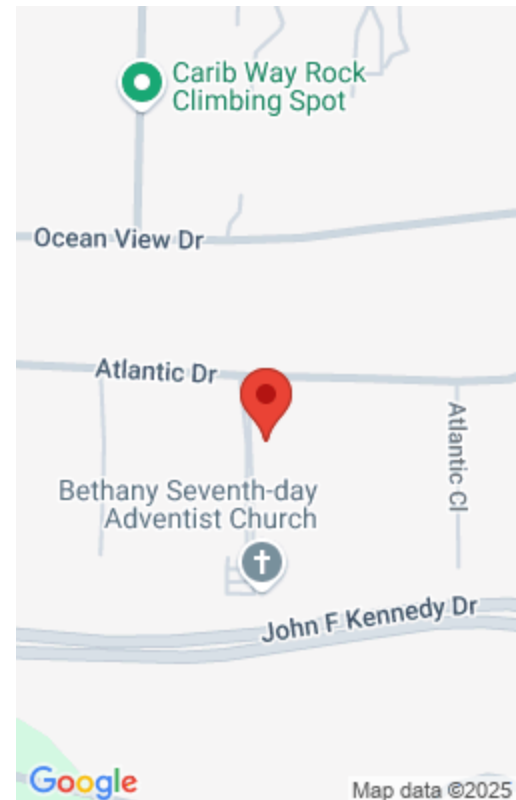 Carib Way Rock
Climbing Spot
Ocean View Dr
Atlantic Dr
Atlantic Cl
Bethany Seventh-day
Adventist Church
John F Kennedy Dr
Google
Map data ©2025